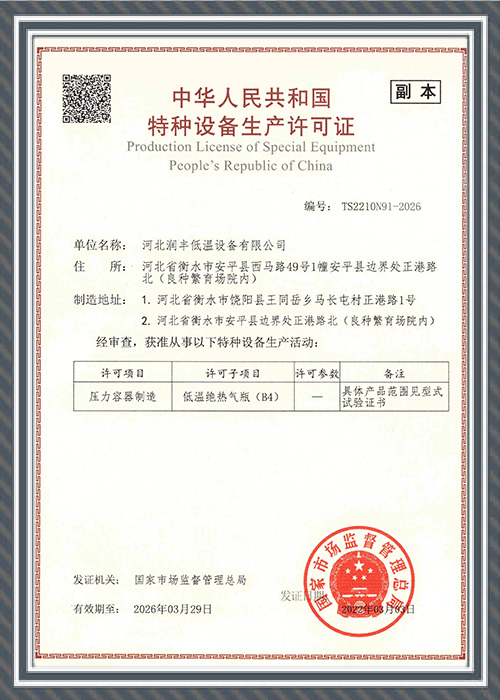 副 本
中华人民共和国
特种设备生产许可证
Production License of Special Equipment
People's Republic of China
编号: TS2210N91-2026
单位名称: 河北润丰低温设备有限公司
住 所: 河北省衡水市安平县西马路49号1幢安平县边界处正港路
北（良种繁育场院内）
制造地址: 1. 河北省衡水市饶阳县王同岳乡马长屯村正港路1号
2. 河北省衡水市安平县边界处正港路北（良种繁育场院内）
经审查，获准从事以下特种设备生产活动:
许可项目 许可子项目 许可参数 备注
压力容器制造 低温绝热气瓶（B4） — 具体产品范围见型式
试验证书
国家市场监督管理总局
发证机关: 国家市场监督管理总局
发证日期: 2022年03月03日
有效期至: 2026年03月29日